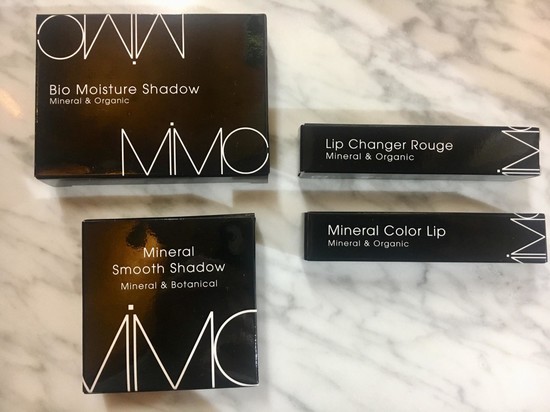 MiMC
Bio Moisture Shadow
Mineral & Organic
MiMC
Lip Changer Rouge
Mineral & Organic
Mineral Color Lip
Mineral & Organic
Mineral
Smooth Shadow
Mineral & Botanical
MiMC